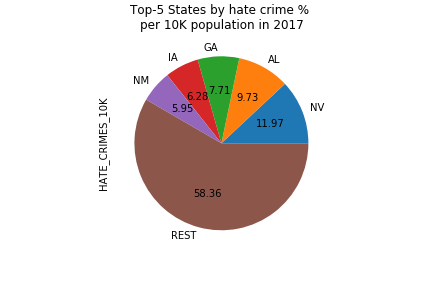 Top-5 States by hate crime %
per 10K population in 2017
GA
IA
AL
NM
NV
7.71
6.28
9.73
5.95
11.97
HATE_CRIMES_10K
58.36
REST